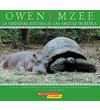 OWEN Y MZEE
LA VERDADERA HISTORIA DE UNA AMISTAD INCREÍBLE